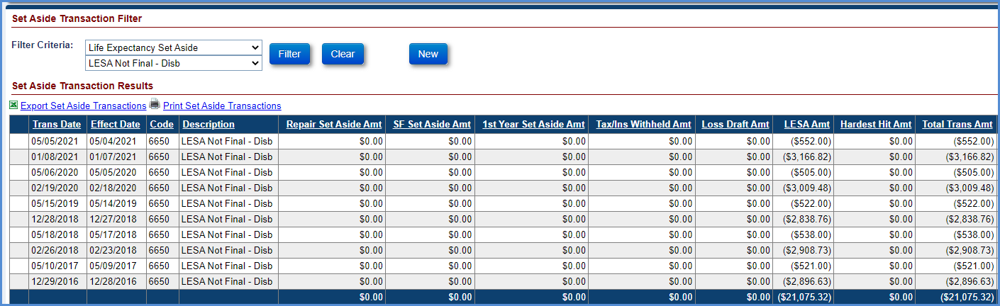 Set Aside Transaction Filter
Filter Criteria: Life Expectancy Set Aside Filter Clear New
LESA Not Final - Disb
Set Aside Transaction Results
Export Set Aside Transactions Print Set Aside Transactions
Trans Date Effect Date Code Description Repair Set Aside Amt SF Set Aside Amt 1st Year Set Aside Amt Tax/Ins Withheld Amt Loss Draft Amt LESA Amt Hardest Hit Amt Total Trans Amt
05/05/2021 05/04/2021 6650 LESA Not Final - Disb $0.00 $0.00 $0.00 $0.00 $0.00 ($552.00) $0.00 ($552.00)
01/08/2021 01/07/2021 6650 LESA Not Final - Disb $0.00 $0.00 $0.00 $0.00 $0.00 ($3,166.82) $0.00 ($3,166.82)
05/06/2020 05/05/2020 6650 LESA Not Final - Disb $0.00 $0.00 $0.00 $0.00 $0.00 ($505.00) $0.00 ($505.00)
02/19/2020 02/18/2020 6650 LESA Not Final - Disb $0.00 $0.00 $0.00 $0.00 $0.00 ($3,009.48) $0.00 ($3,009.48)
05/15/2019 05/14/2019 6650 LESA Not Final - Disb $0.00 $0.00 $0.00 $0.00 $0.00 ($522.00) $0.00 ($522.00)
12/28/2018 12/27/2018 6650 LESA Not Final - Disb $0.00 $0.00 $0.00 $0.00 $0.00 ($2,838.76) $0.00 ($2,838.76)
05/18/2018 05/17/2018 6650 LESA Not Final - Disb $0.00 $0.00 $0.00 $0.00 $0.00 ($538.00) $0.00 ($538.00)
02/26/2018 02/23/2018 6650 LESA Not Final - Disb $0.00 $0.00 $0.00 $0.00 $0.00 ($2,908.73) $0.00 ($2,908.73)
05/10/2017 05/09/2017 6650 LESA Not Final - Disb $0.00 $0.00 $0.00 $0.00 $0.00 ($521.00) $0.00 ($521.00)
12/29/2016 12/28/2016 6650 LESA Not Final - Disb $0.00 $0.00 $0.00 $0.00 $0.00 ($2,896.63) $0.00 ($2,896.63)
$0.00 $0.00 $0.00 $0.00 $0.00 ($21,075.32) $0.00 ($21,075.32)